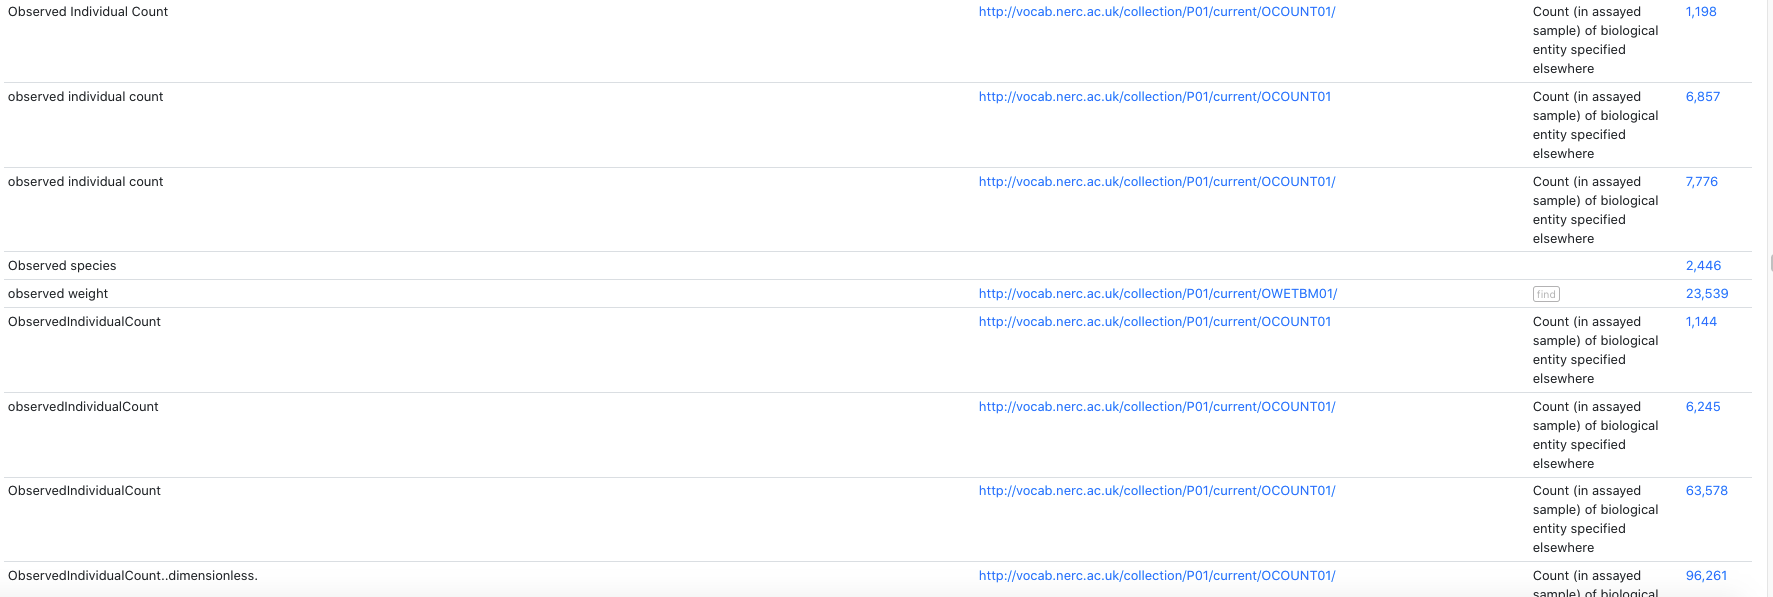 Observed Individual Count http://vocab.nerc.ac.uk/collection/P01/current/OCOUNT01/ Count (in assayed 1,198
sample) of biological
entity specified
elsewhere
observed individual count http://vocab.nerc.ac.uk/collection/P01/current/OCOUNT01 Count (in assayed 6,857
sample) of biological
entity specified
elsewhere
observed individual count http://vocab.nerc.ac.uk/collection/P01/current/OCOUNT01/ Count (in assayed 7,776
sample) of biological
entity specified
elsewhere
Observed species 2,446
observed weight http://vocab.nerc.ac.uk/collection/P01/current/OWETBM01/ find 23,539
ObservedIndividualCount http://vocab.nerc.ac.uk/collection/P01/current/OCOUNT01 Count (in assayed 1,144
sample) of biological
entity specified
elsewhere
observedIndividualCount http://vocab.nerc.ac.uk/collection/P01/current/OCOUNT01/ Count (in assayed 6,245
sample) of biological
entity specified
elsewhere
ObservedIndividualCount http://vocab.nerc.ac.uk/collection/P01/current/OCOUNT01/ Count (in assayed 63,578
sample) of biological
entity specified
elsewhere
ObservedIndividualCount..dimensionless. http://vocab.nerc.ac.uk/collection/P01/current/OCOUNT01/ Count (in assayed 96,261
sample) of biological